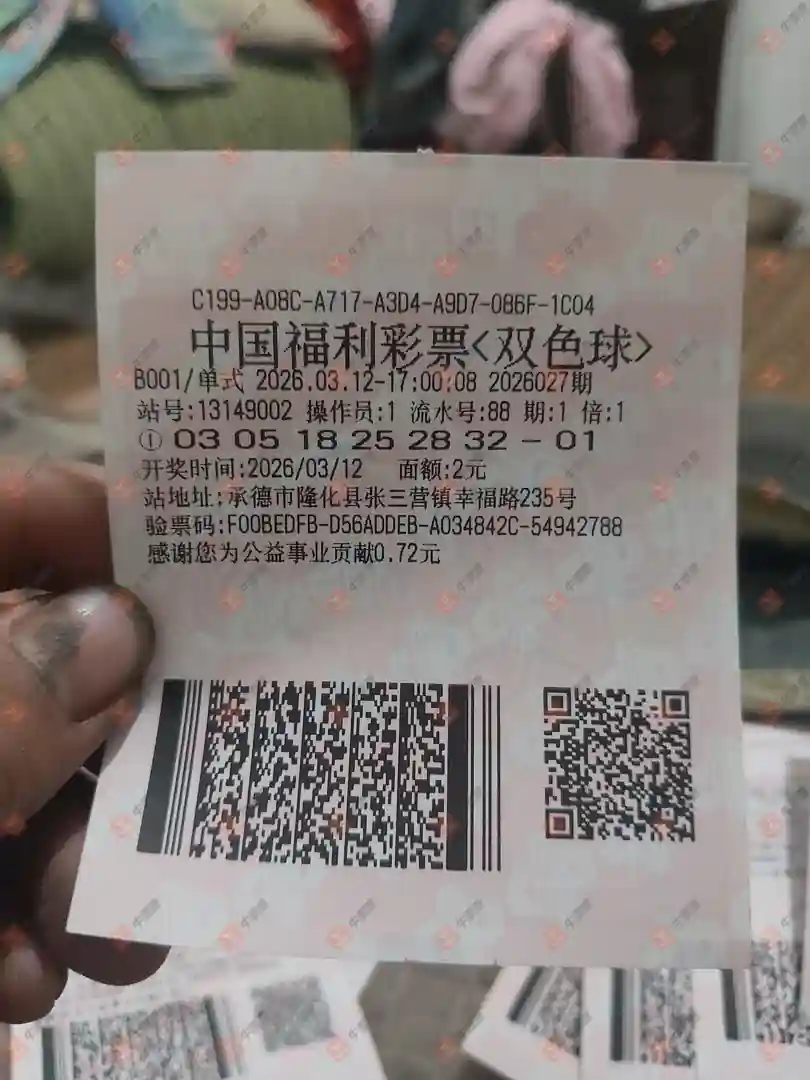 C199-A08C-A717-A3D4-A9D7-086F-1C04
中国福利彩票<双色球>
B001/单式 2026.03.12-17:00:08 2026027期
站号:13149002 操作员:1 流水号:88 期:1 倍:1
① 03 05 18 25 28 32 - 01
开奖时间:2026/03/12 面额:2元
站地址:承德市隆化县张三营镇幸福路235号
验票码:F00BEDFB-D56ADDEB-A034842C-54942788
感谢您为公益事业贡献0.72元